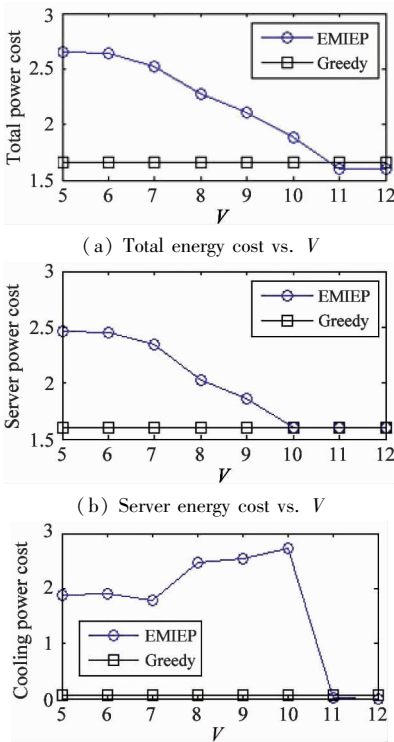 3
2.5
2
1.5
Total power cost
EMIEP
Greedy
5 6 7 8 9 10 11 12
V
(a) Total energy cost vs. V
3
2.5
2
1.5
Server power cost
EMIEP
Greedy
5 6 7 8 9 10 11 12
V
(b) Server energy cost vs. V
3
2
1
0
Cooling power cost
EMIEP
Greedy
5 6 7 8 9 10 11 12
V